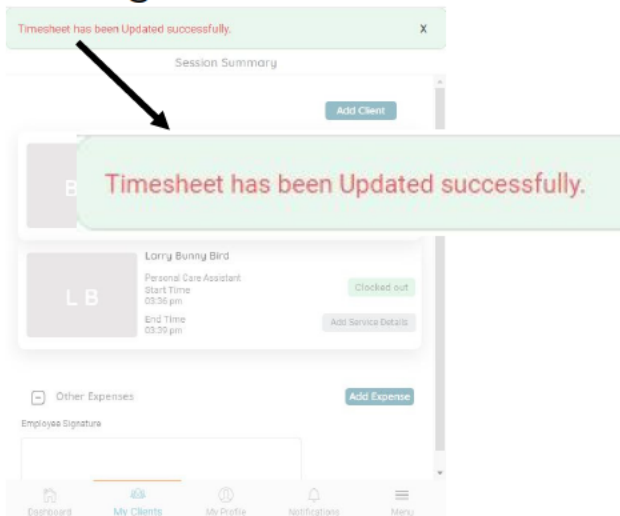 Timesheet has been Updated successfully. X
Session Summary
Add Client
B
Timesheet has been Updated successfully.
Larry Bunny Bird
L B
Personal Care Assistant
Start Time
03:36 pm
Clocked out
End Time
03:39 pm
Add Service Details
Other Expenses
Add Expense
Employee Signature
Dashboard My Clients My Profile Notifications Menu